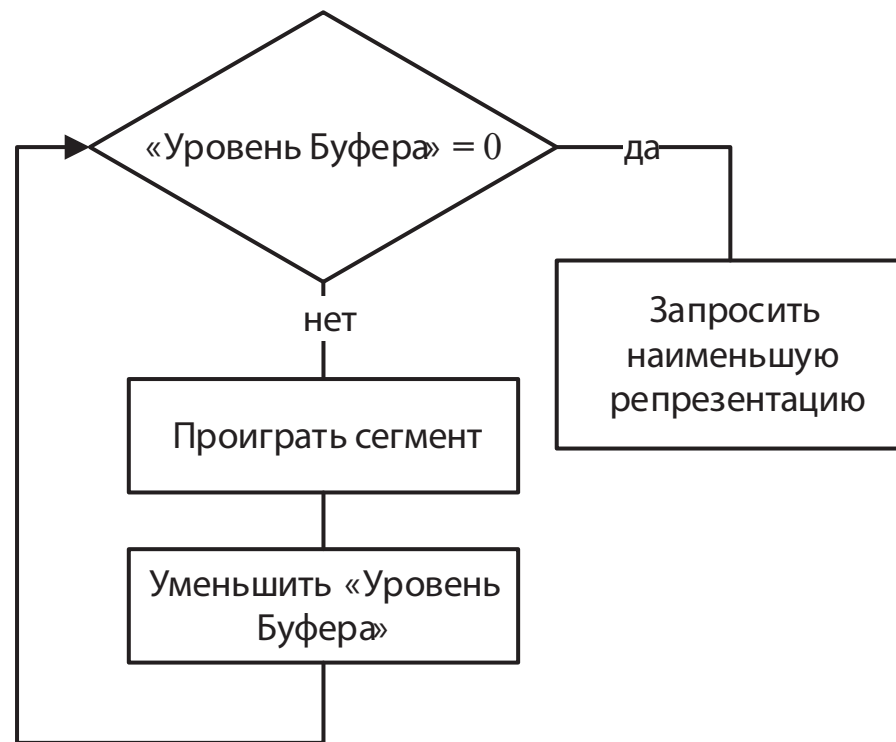 «Уровень Буфера» = 0
да
нет
Запросить
наименьшую
репрезентацию
Проиграть сегмент
Уменьшить «Уровень
Буфера»